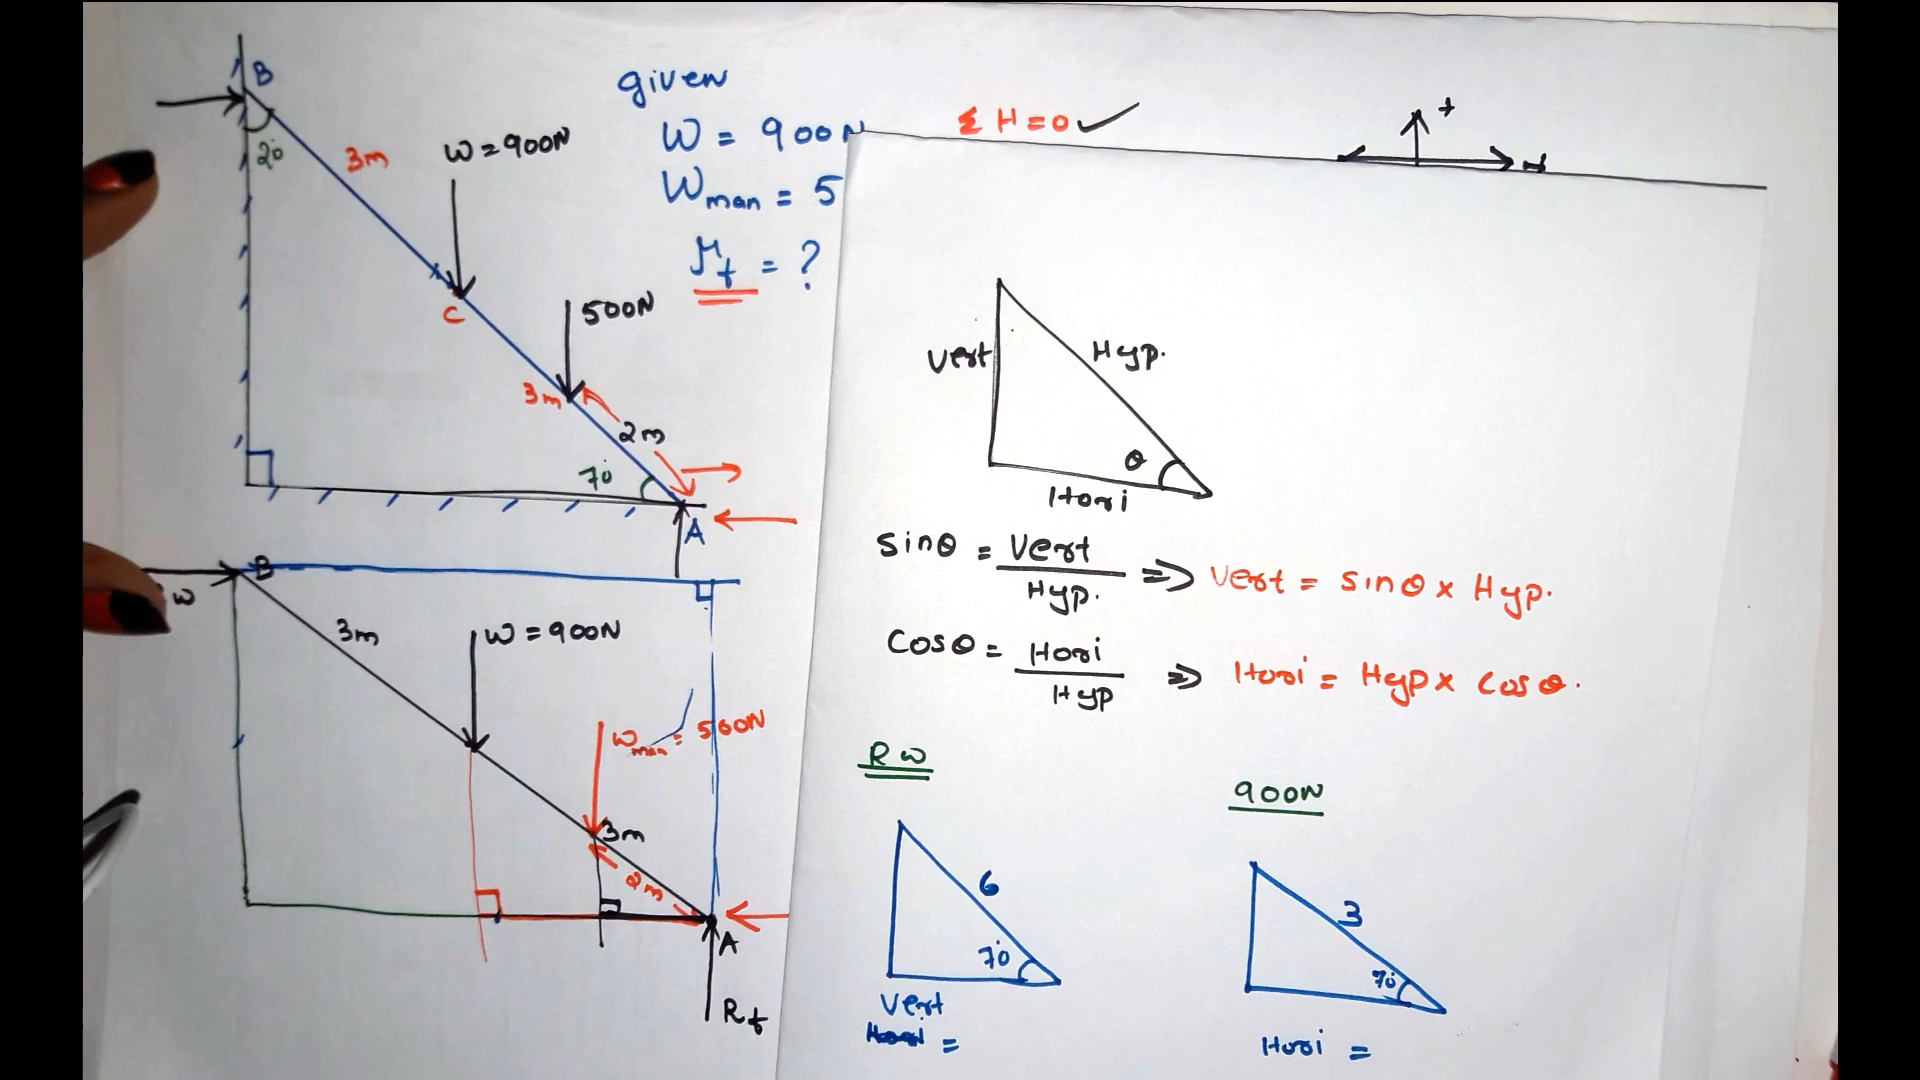 given
W = 900N
Wman = 5
μf = ?
B
20°
3m
W = 900N
C
500N
3m
2m
70°
A
B
3m
W = 900N
Wman = 500N
3m
2m
A
Rf
Σ H = 0 ✓
+
+
Vert
Hyp.
θ
Hori
sinθ = Vert / Hyp. => Vert = sinθ × Hyp.
Cosθ = Hori / Hyp => Hori = Hyp × Cosθ.
Rw
6
70°
Vert
=
900N
3
70°
Hori =